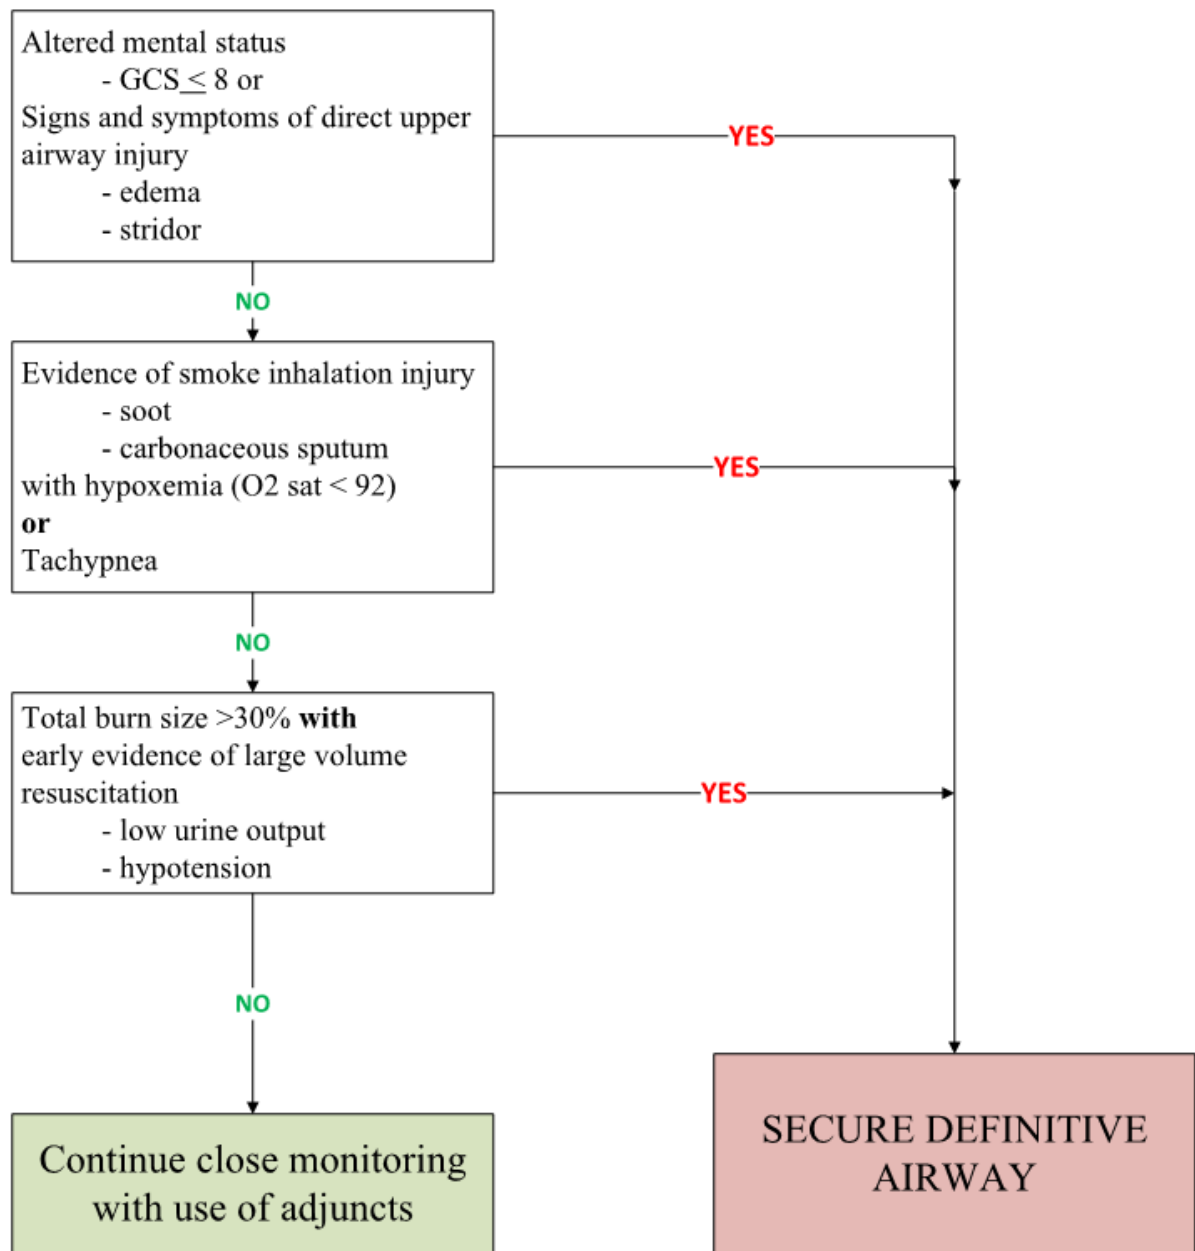 Altered mental status
- GCS ≤ 8 or
Signs and symptoms of direct upper
airway injury
- edema
- stridor
YES
NO
Evidence of smoke inhalation injury
- soot
- carbonaceous sputum
with hypoxemia (O2 sat < 92)
or
Tachypnea
YES
NO
Total burn size >30% with
early evidence of large volume
resuscitation
- low urine output
- hypotension
YES
NO
Continue close monitoring
with use of adjuncts
SECURE DEFINITIVE
AIRWAY